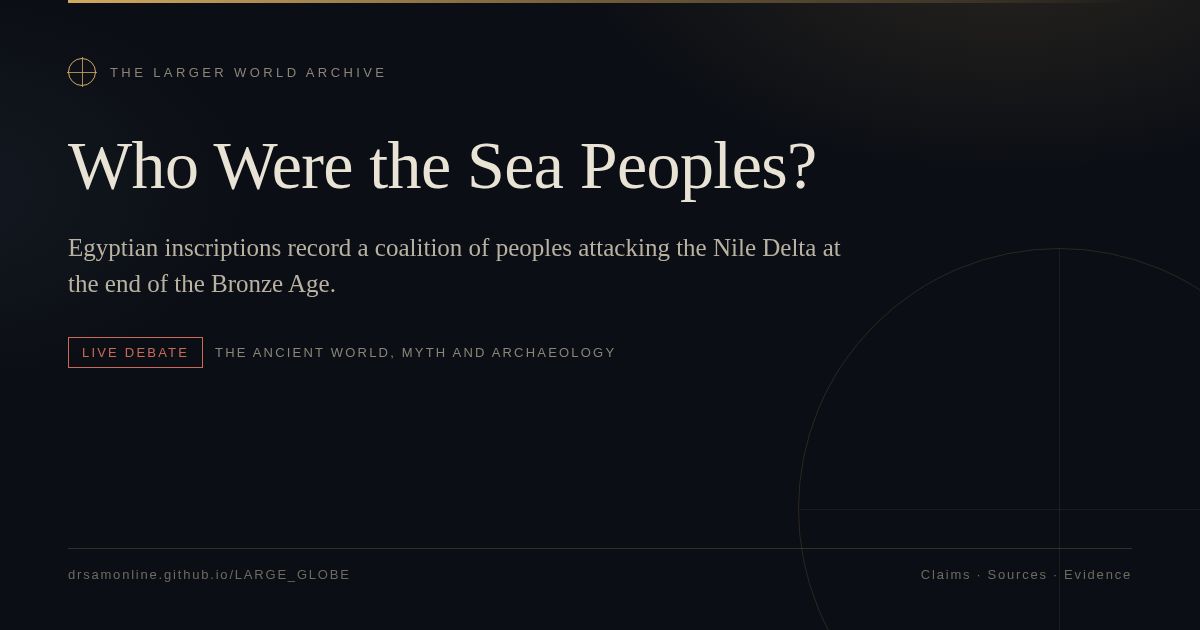 THE LARGER WORLD ARCHIVE
Who Were the Sea Peoples?
Egyptian inscriptions record a coalition of peoples attacking the Nile Delta at
the end of the Bronze Age.
LIVE DEBATE THE ANCIENT WORLD, MYTH AND ARCHAEOLOGY
drsamonline.github.io/LARGE_GLOBE Claims · Sources · Evidence